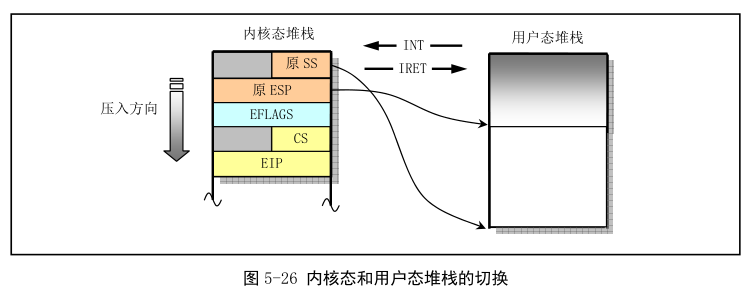 内核态堆栈
INT
用户态堆栈
原 SS
IRET
原 ESP
压入方向
EFLAGS
CS
EIP
图 5-26 内核态和用户态堆栈的切换